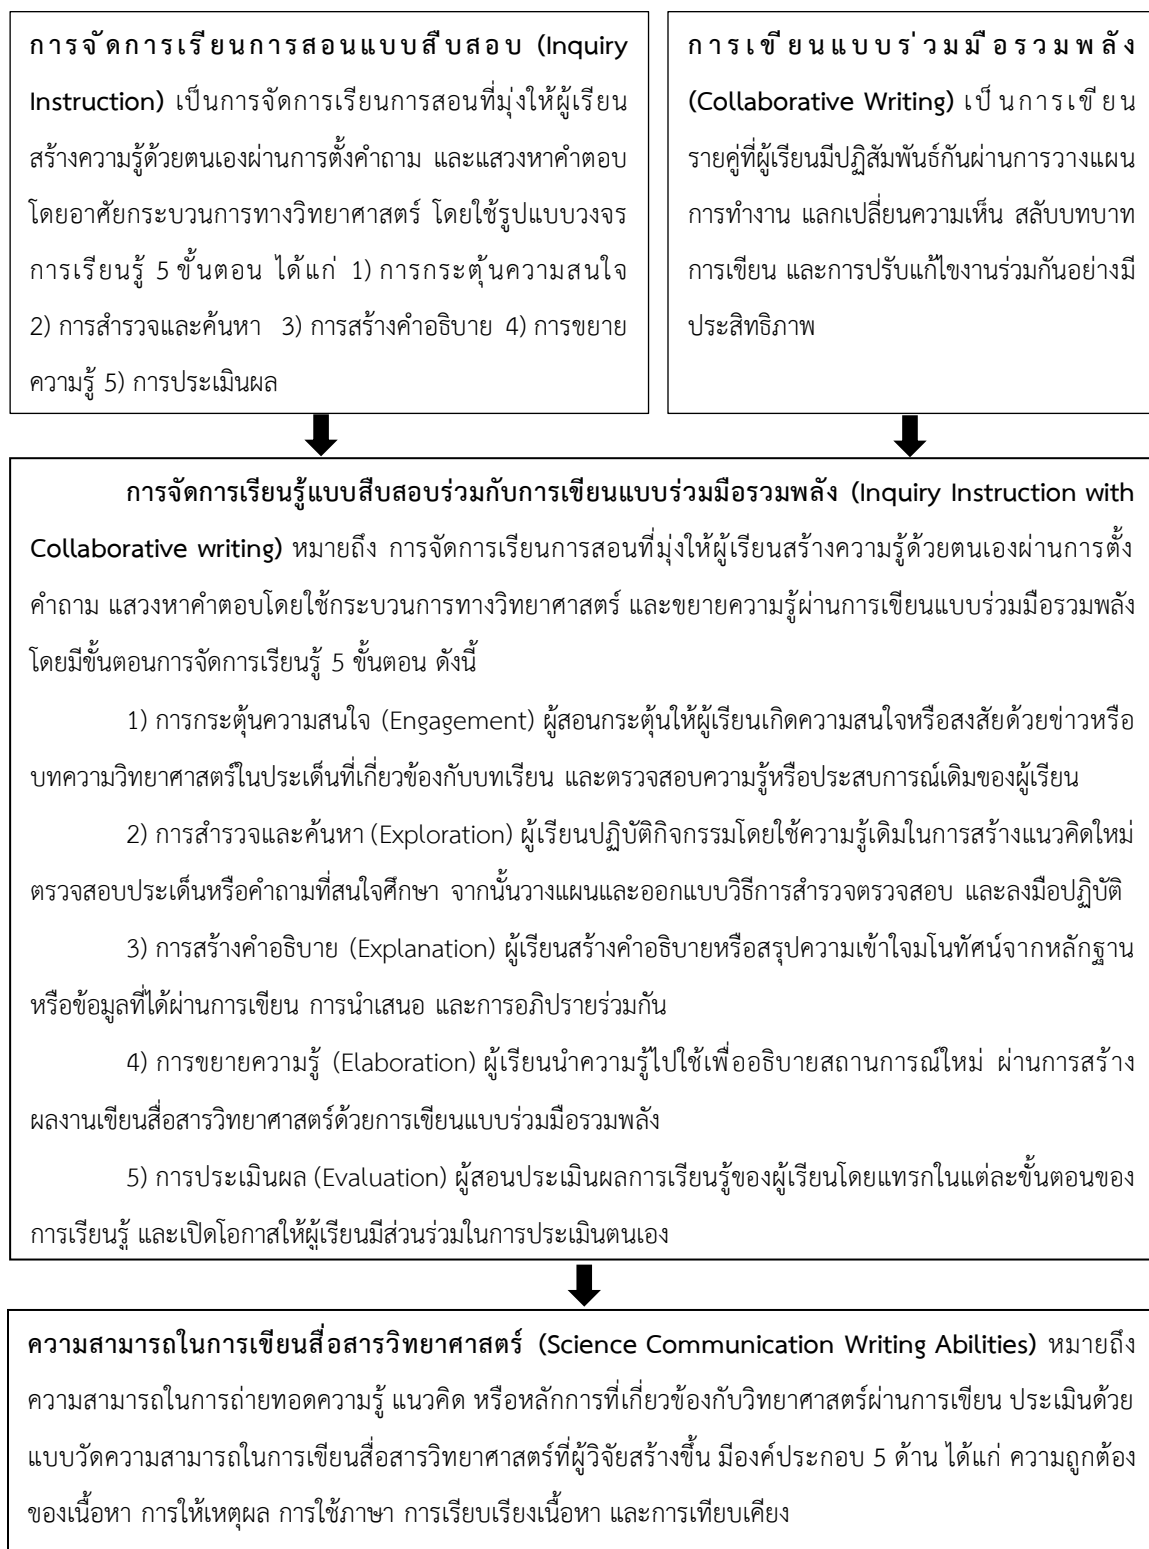 การจัดการเรียนการสอนแบบสืบสอบ (Inquiry
Instruction) เป็นการจัดการเรียนการสอนที่มุ่งให้ผู้เรียน
สร้างความรู้ด้วยตนเองผ่านการตั้งคำถาม และแสวงหาคำตอบ
โดยอาศัยกระบวนการทางวิทยาศาสตร์ โดยใช้รูปแบบวงจร
การเรียนรู้ 5 ขั้นตอน ได้แก่ 1) การกระตุ้นความสนใจ
2) การสำรวจและค้นหา 3) การสร้างคำอธิบาย 4) การขยาย
ความรู้ 5) การประเมินผล
การเขียนแบบร่วมมือรวมพลัง
(Collaborative Writing) เป็นการเขียน
รายคู่ที่ผู้เรียนมีปฏิสัมพันธ์กันผ่านการวางแผน
การทำงาน แลกเปลี่ยนความเห็น สลับบทบาท
การเขียน และการปรับแก้ไขงานร่วมกันอย่างมี
ประสิทธิภาพ
การจัดการเรียนรู้แบบสืบสอบร่วมกับการเขียนแบบร่วมมือรวมพลัง (Inquiry Instruction with
Collaborative writing) หมายถึง การจัดการเรียนการสอนที่มุ่งให้ผู้เรียนสร้างความรู้ด้วยตนเองผ่านการตั้ง
คำถาม แสวงหาคำตอบโดยใช้กระบวนการทางวิทยาศาสตร์ และขยายความรู้ผ่านการเขียนแบบร่วมมือรวมพลัง
โดยมีขั้นตอนการจัดการเรียนรู้ 5 ขั้นตอน ดังนี้
1) การกระตุ้นความสนใจ (Engagement) ผู้สอนกระตุ้นให้ผู้เรียนเกิดความสนใจหรือสงสัยด้วยข่าวหรือ
บทความวิทยาศาสตร์ในประเด็นที่เกี่ยวข้องกับบทเรียน และตรวจสอบความรู้หรือประสบการณ์เดิมของผู้เรียน
2) การสำรวจและค้นหา (Exploration) ผู้เรียนปฏิบัติกิจกรรมโดยใช้ความรู้เดิมในการสร้างแนวคิดใหม่
ตรวจสอบประเด็นหรือคำถามที่สนใจศึกษา จากนั้นวางแผนและออกแบบวิธีการสำรวจตรวจสอบ และลงมือปฏิบัติ
3) การสร้างคำอธิบาย (Explanation) ผู้เรียนสร้างคำอธิบายหรือสรุปความเข้าใจมโนทัศน์จากหลักฐาน
หรือข้อมูลที่ได้ผ่านการเขียน การนำเสนอ และการอภิปรายร่วมกัน
4) การขยายความรู้ (Elaboration) ผู้เรียนนำความรู้ไปใช้เพื่ออธิบายสถานการณ์ใหม่ ผ่านการสร้าง
ผลงานเขียนสื่อสารวิทยาศาสตร์ด้วยการเขียนแบบร่วมมือรวมพลัง
5) การประเมินผล (Evaluation) ผู้สอนประเมินผลการเรียนรู้ของผู้เรียนโดยแทรกในแต่ละขั้นตอนของ
การเรียนรู้ และเปิดโอกาสให้ผู้เรียนมีส่วนร่วมในการประเมินตนเอง
ความสามารถในการเขียนสื่อสารวิทยาศาสตร์ (Science Communication Writing Abilities) หมายถึง
ความสามารถในการถ่ายทอดความรู้ แนวคิด หรือหลักการที่เกี่ยวข้องกับวิทยาศาสตร์ผ่านการเขียน ประเมินด้วย
แบบวัดความสามารถในการเขียนสื่อสารวิทยาศาสตร์ที่ผู้วิจัยสร้างขึ้น มีองค์ประกอบ 5 ด้าน ได้แก่ ความถูกต้อง
ของเนื้อหา การให้เหตุผล การใช้ภาษา การเรียบเรียงเนื้อหา และการเทียบเคียง